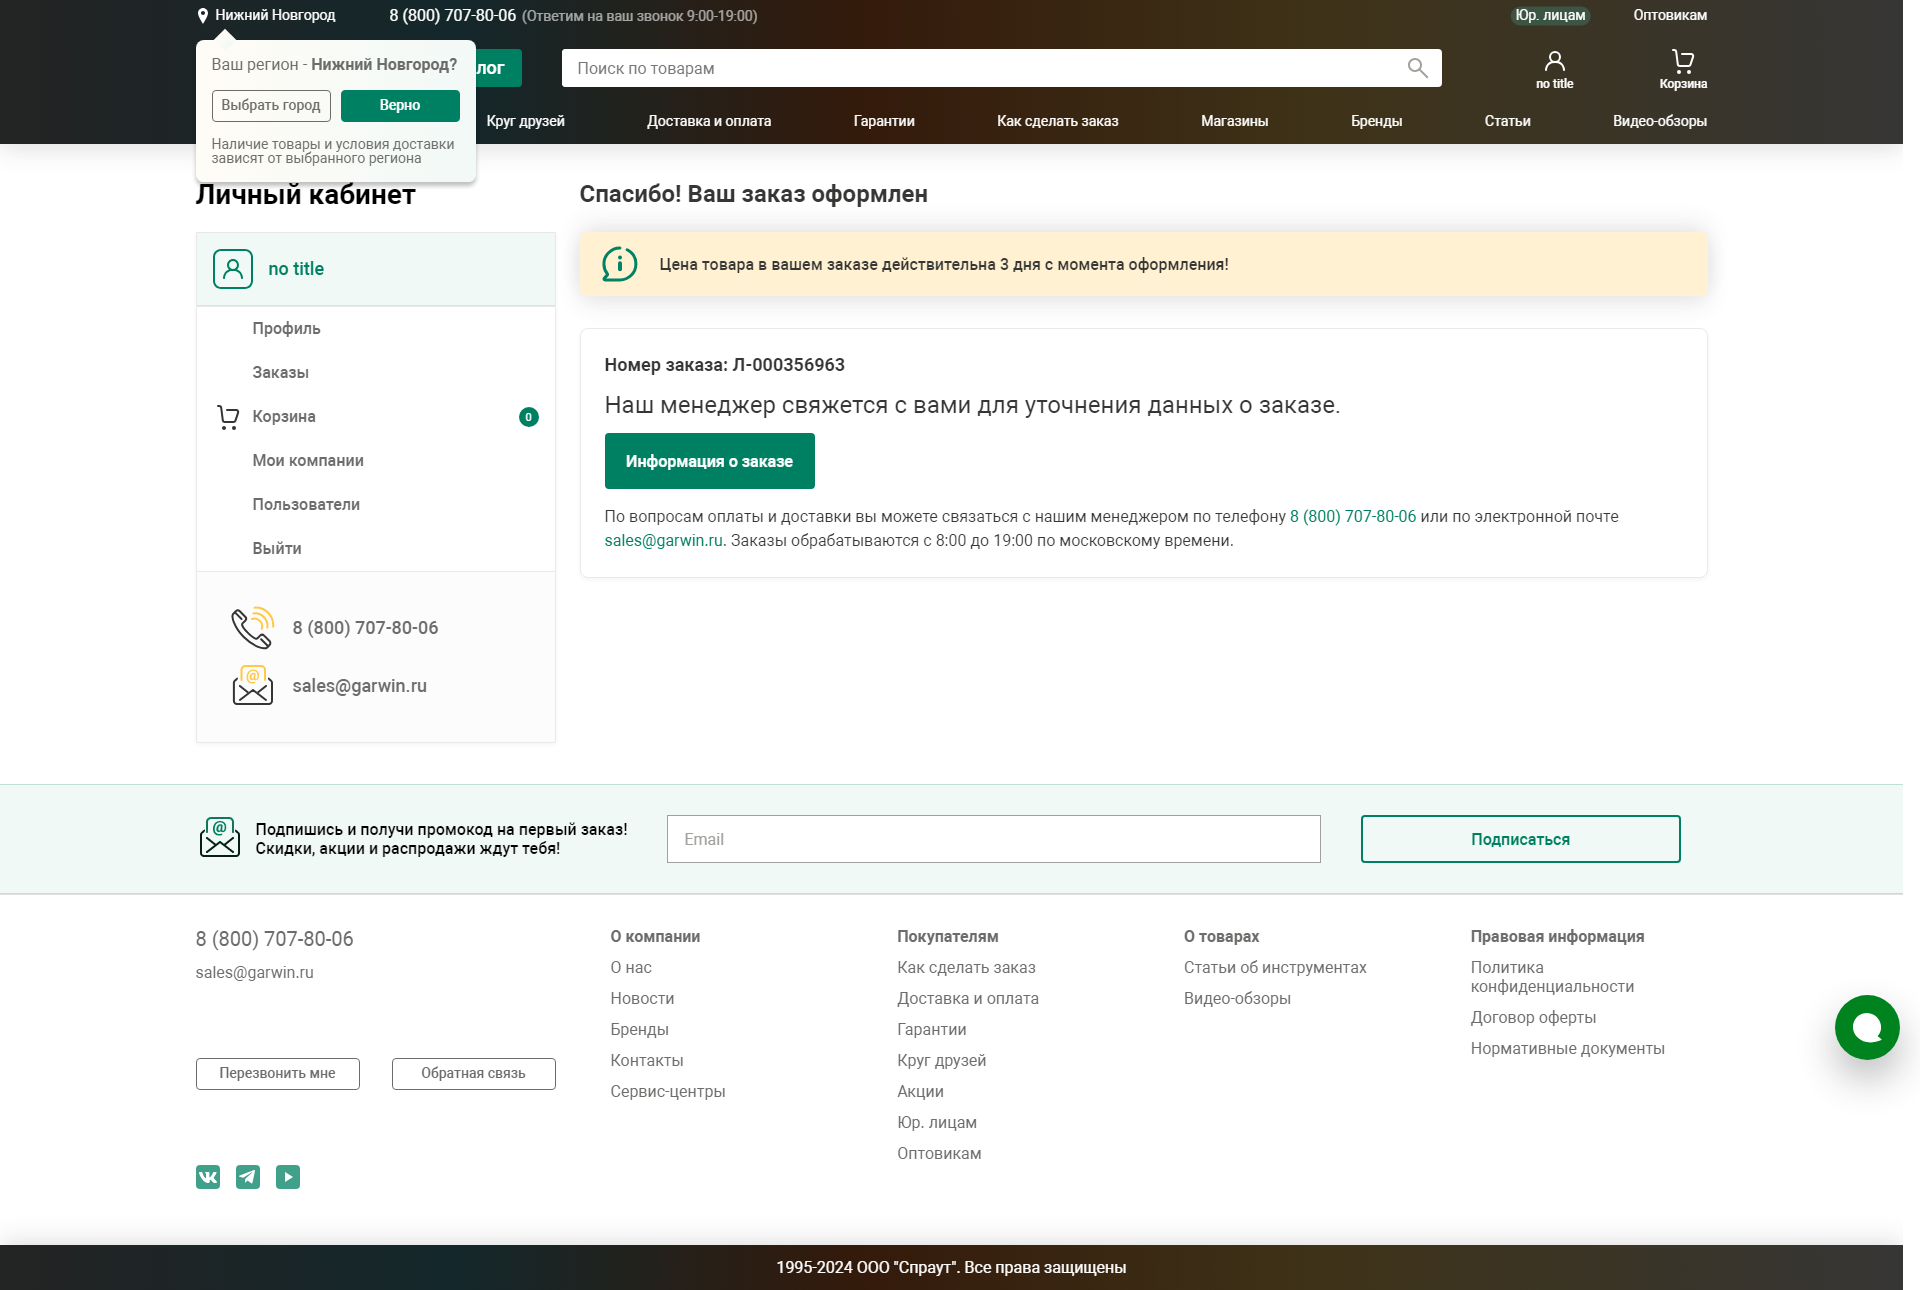 Нижний Новгород
8 (800) 707-80-06 (Ответим на ваш звонок 9:00-19:00)
Юр. лицам
Оптовикам
Ваш регион - Нижний Новгород?
Выбрать город
Верно
Наличие товары и условия доставки
зависят от выбранного региона
лог
Поиск по товарам
no title
Корзина
Круг друзей
Доставка и оплата
Гарантии
Как сделать заказ
Магазины
Бренды
Статьи
Видео-обзоры
Личный кабинет
no title
Профиль
Заказы
Корзина
0
Мои компании
Пользователи
Выйти
8 (800) 707-80-06
@
sales@garwin.ru
Спасибо! Ваш заказ оформлен
Цена товара в вашем заказе действительна 3 дня с момента оформления!
Номер заказа: Л-000356963
Наш менеджер свяжется с вами для уточнения данных о заказе.
Информация о заказе
По вопросам оплаты и доставки вы можете связаться с нашим менеджером по телефону 8 (800) 707-80-06 или по электронной почте
sales@garwin.ru. Заказы обрабатываются с 8:00 до 19:00 по московскому времени.
@
Подпишись и получи промокод на первый заказ!
Скидки, акции и распродажи ждут тебя!
Email
Подписаться
8 (800) 707-80-06
sales@garwin.ru
Перезвонить мне
Обратная связь
О компании
О нас
Новости
Бренды
Контакты
Сервис-центры
Покупателям
Как сделать заказ
Доставка и оплата
Гарантии
Круг друзей
Акции
Юр. лицам
Оптовикам
О товарах
Статьи об инструментах
Видео-обзоры
Правовая информация
Политика
конфиденциальности
Договор оферты
Нормативные документы
1995-2024 ООО "Спраут". Все права защищены